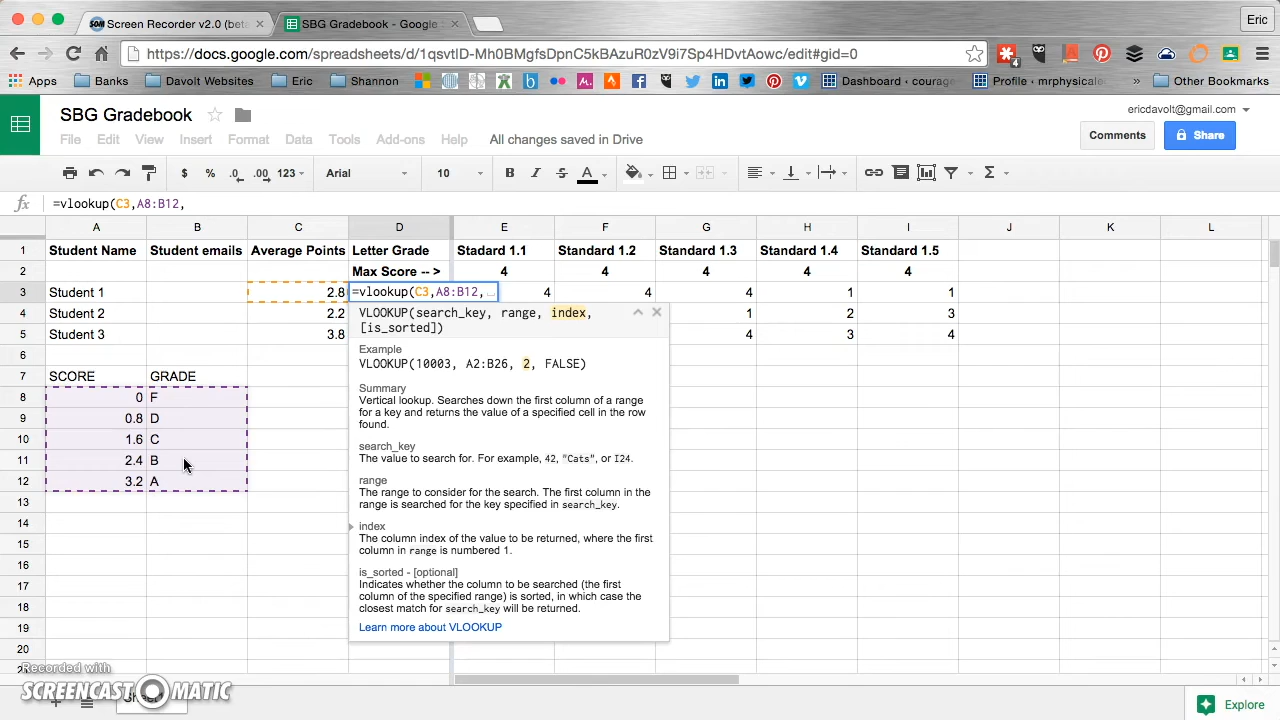 Screen Recorder v2.0 (beta
SBG Gradebook - Google
Eric
https://docs.google.com/spreadsheets/d/1qsvtID-Mh0BMgfsDpnC5kBAzuR0zV9i7Sp4HDvtAowc/edit#gid=0
Apps Banks Davolt Websites Eric Shannon Dashboard - courage Profile - mrphysical » Other Bookmarks
SBG Gradebook
ericdavolt@gmail.com
File Edit View Insert Format Data Tools Add-ons Help All changes saved in Drive
Comments Share
$ % .0 .00 123 Arial 10 B I S A Σ
fx =vlookup(C3,A8:B12,
A B C D E F G H I J K L
1 Student Name Student emails Average Points Letter Grade Stadard 1.1 Standard 1.2 Standard 1.3 Standard 1.4 Standard 1.5
2 Max Score -- > 4 4 4 4 4
3 Student 1 2.8 =vlookup(C3,A8:B12, 4 4 4 1 1
4 Student 2 2.2 1 2 3
5 Student 3 3.8 4 3 4
6
7 SCORE GRADE
8 0 F
9 0.8 D
10 1.6 C
11 2.4 B
12 3.2 A
13
14
15
16
17
18
19
20
VLOOKUP(search_key, range, index,
[is_sorted])
Example
VLOOKUP(10003, A2:B26, 2, FALSE)
Summary
Vertical lookup. Searches down the first column of a range
for a key and returns the value of a specified cell in the row
found.
search_key
The value to search for. For example, 42, "Cats", or I24.
range
The range to consider for the search. The first column in the
range is searched for the key specified in search_key.
index
The column index of the value to be returned, where the first
column in range is numbered 1.
is_sorted - [optional]
Indicates whether the column to be searched (the first
column of the specified range) is sorted, in which case the
closest match for search_key will be returned.
Learn more about VLOOKUP
Recorded with
SCREENCAST-O-MATIC
Explore